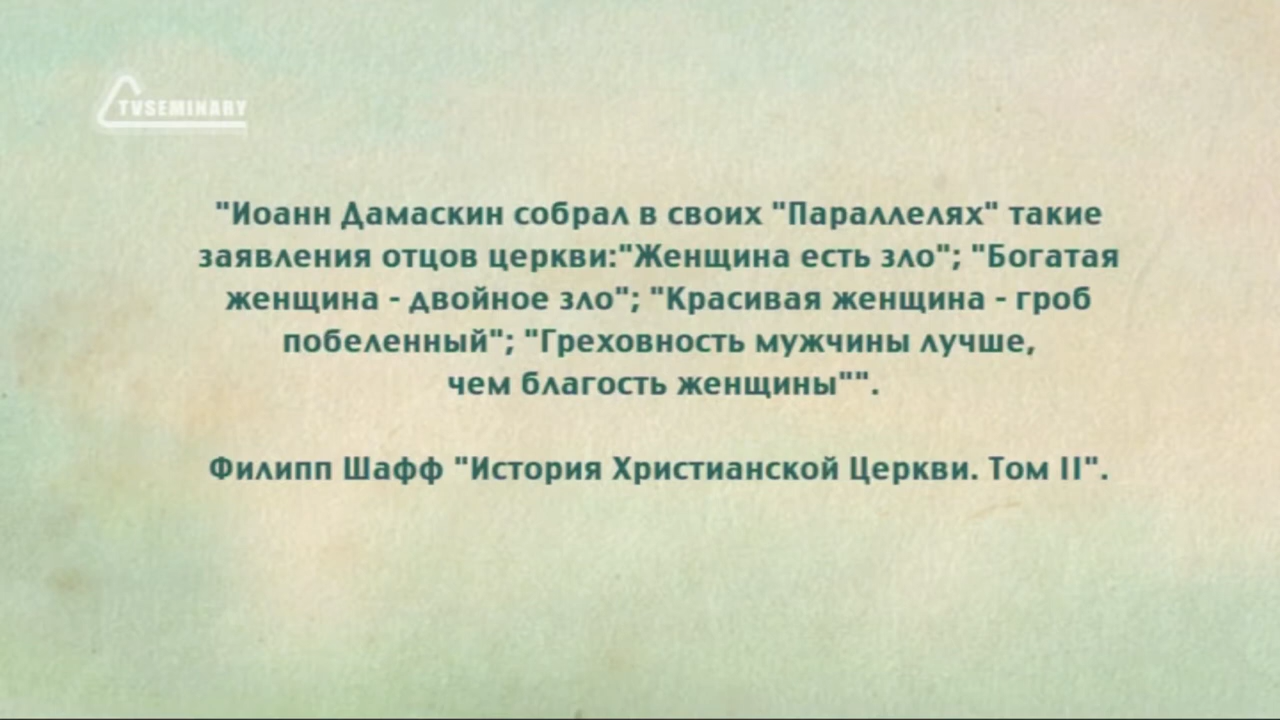 TVSEMINARY
"Иоанн Дамаскин собрал в своих "Параллелях" такие
заявления отцов церкви:"Женщина есть зло"; "Богатая
женщина - двойное зло"; "Красивая женщина - гроб
побеленный"; "Греховность мужчины лучше,
чем благость женщины"".
Филипп Шафф "История Христианской Церкви. Том II".